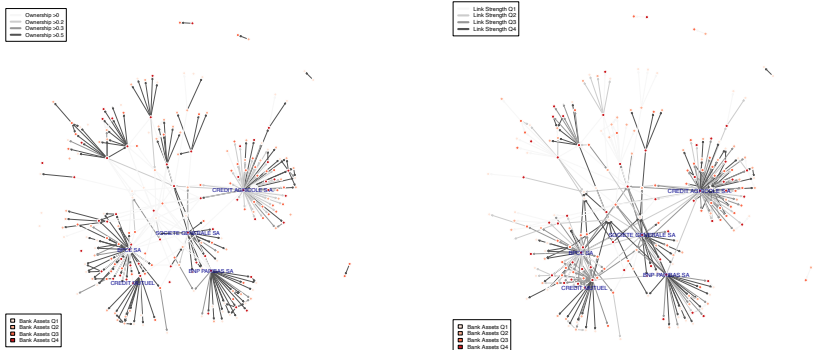 Ownership >0
Ownership >0.2
Ownership >0.3
Ownership >0.5
CREDIT AGRICOLE S.A.
SOCIETE GENERALE SA
BPCE SA
BNP PARIBAS SA
CREDIT MUTUEL
Bank Assets Q1
Bank Assets Q2
Bank Assets Q3
Bank Assets Q4
Link Strength Q1
Link Strength Q2
Link Strength Q3
Link Strength Q4
CREDIT AGRICOLE S.A.
SOCIETE GENERALE SA
BPCE SA
BNP PARIBAS SA
CREDIT MUTUEL
Bank Assets Q1
Bank Assets Q2
Bank Assets Q3
Bank Assets Q4